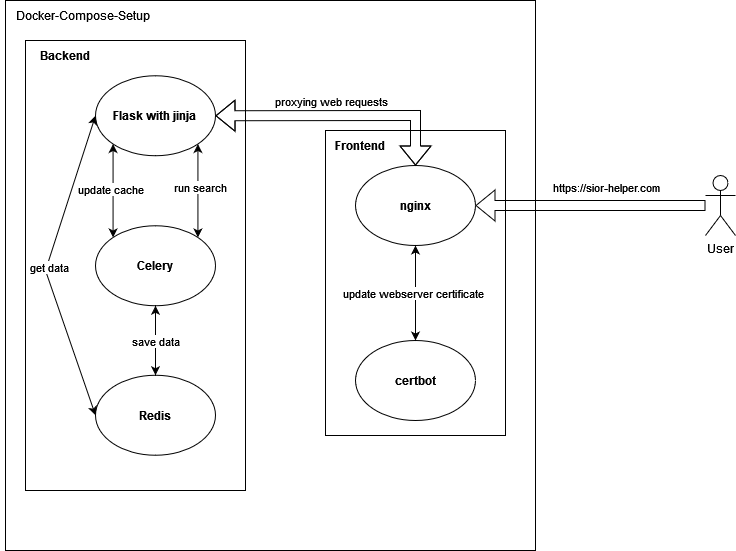 Docker-Compose-Setup
Backend
Flask with jinja
proxying web requests
Frontend
update cache
run search
https://sior-helper.com
nginx
User
Celery
get data
update webserver certificate
save data
certbot
Redis